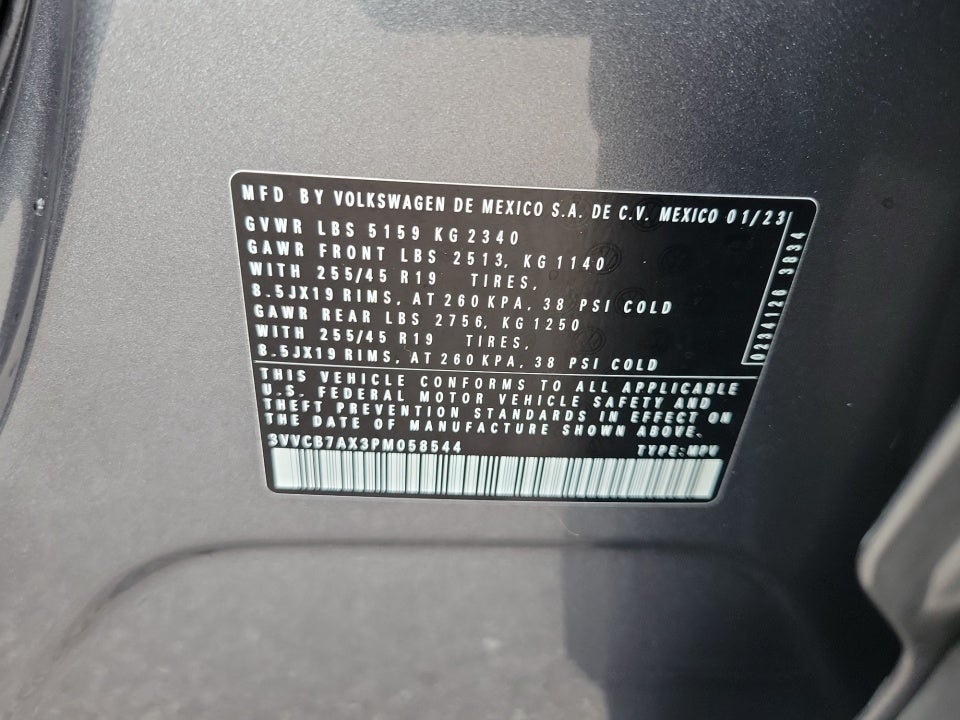 MFD BY VOLKSWAGEN DE MEXICO S.A. DE C.V. MEXICO 01/23
GVWR LBS 5159 KG 2340
GAWR FRONT LBS 2513, KG 1140
WITH 255/45 R19 TIRES,
8.5JX19 RIMS, AT 260 KPA, 38 PSI COLD
GAWR REAR LBS 2756, KG 1250
WITH 255/45 R19 TIRES,
8.5JX19 RIMS, AT 260 KPA, 38 PSI COLD
0234126 3834
THIS VEHICLE CONFORMS TO ALL APPLICABLE
U.S. FEDERAL MOTOR VEHICLE SAFETY AND
THEFT PREVENTION STANDARDS IN EFFECT ON
THE DATE OF MANUFACTURE SHOWN ABOVE.
3VVCB7AX3PM058544 TYPE:MPV